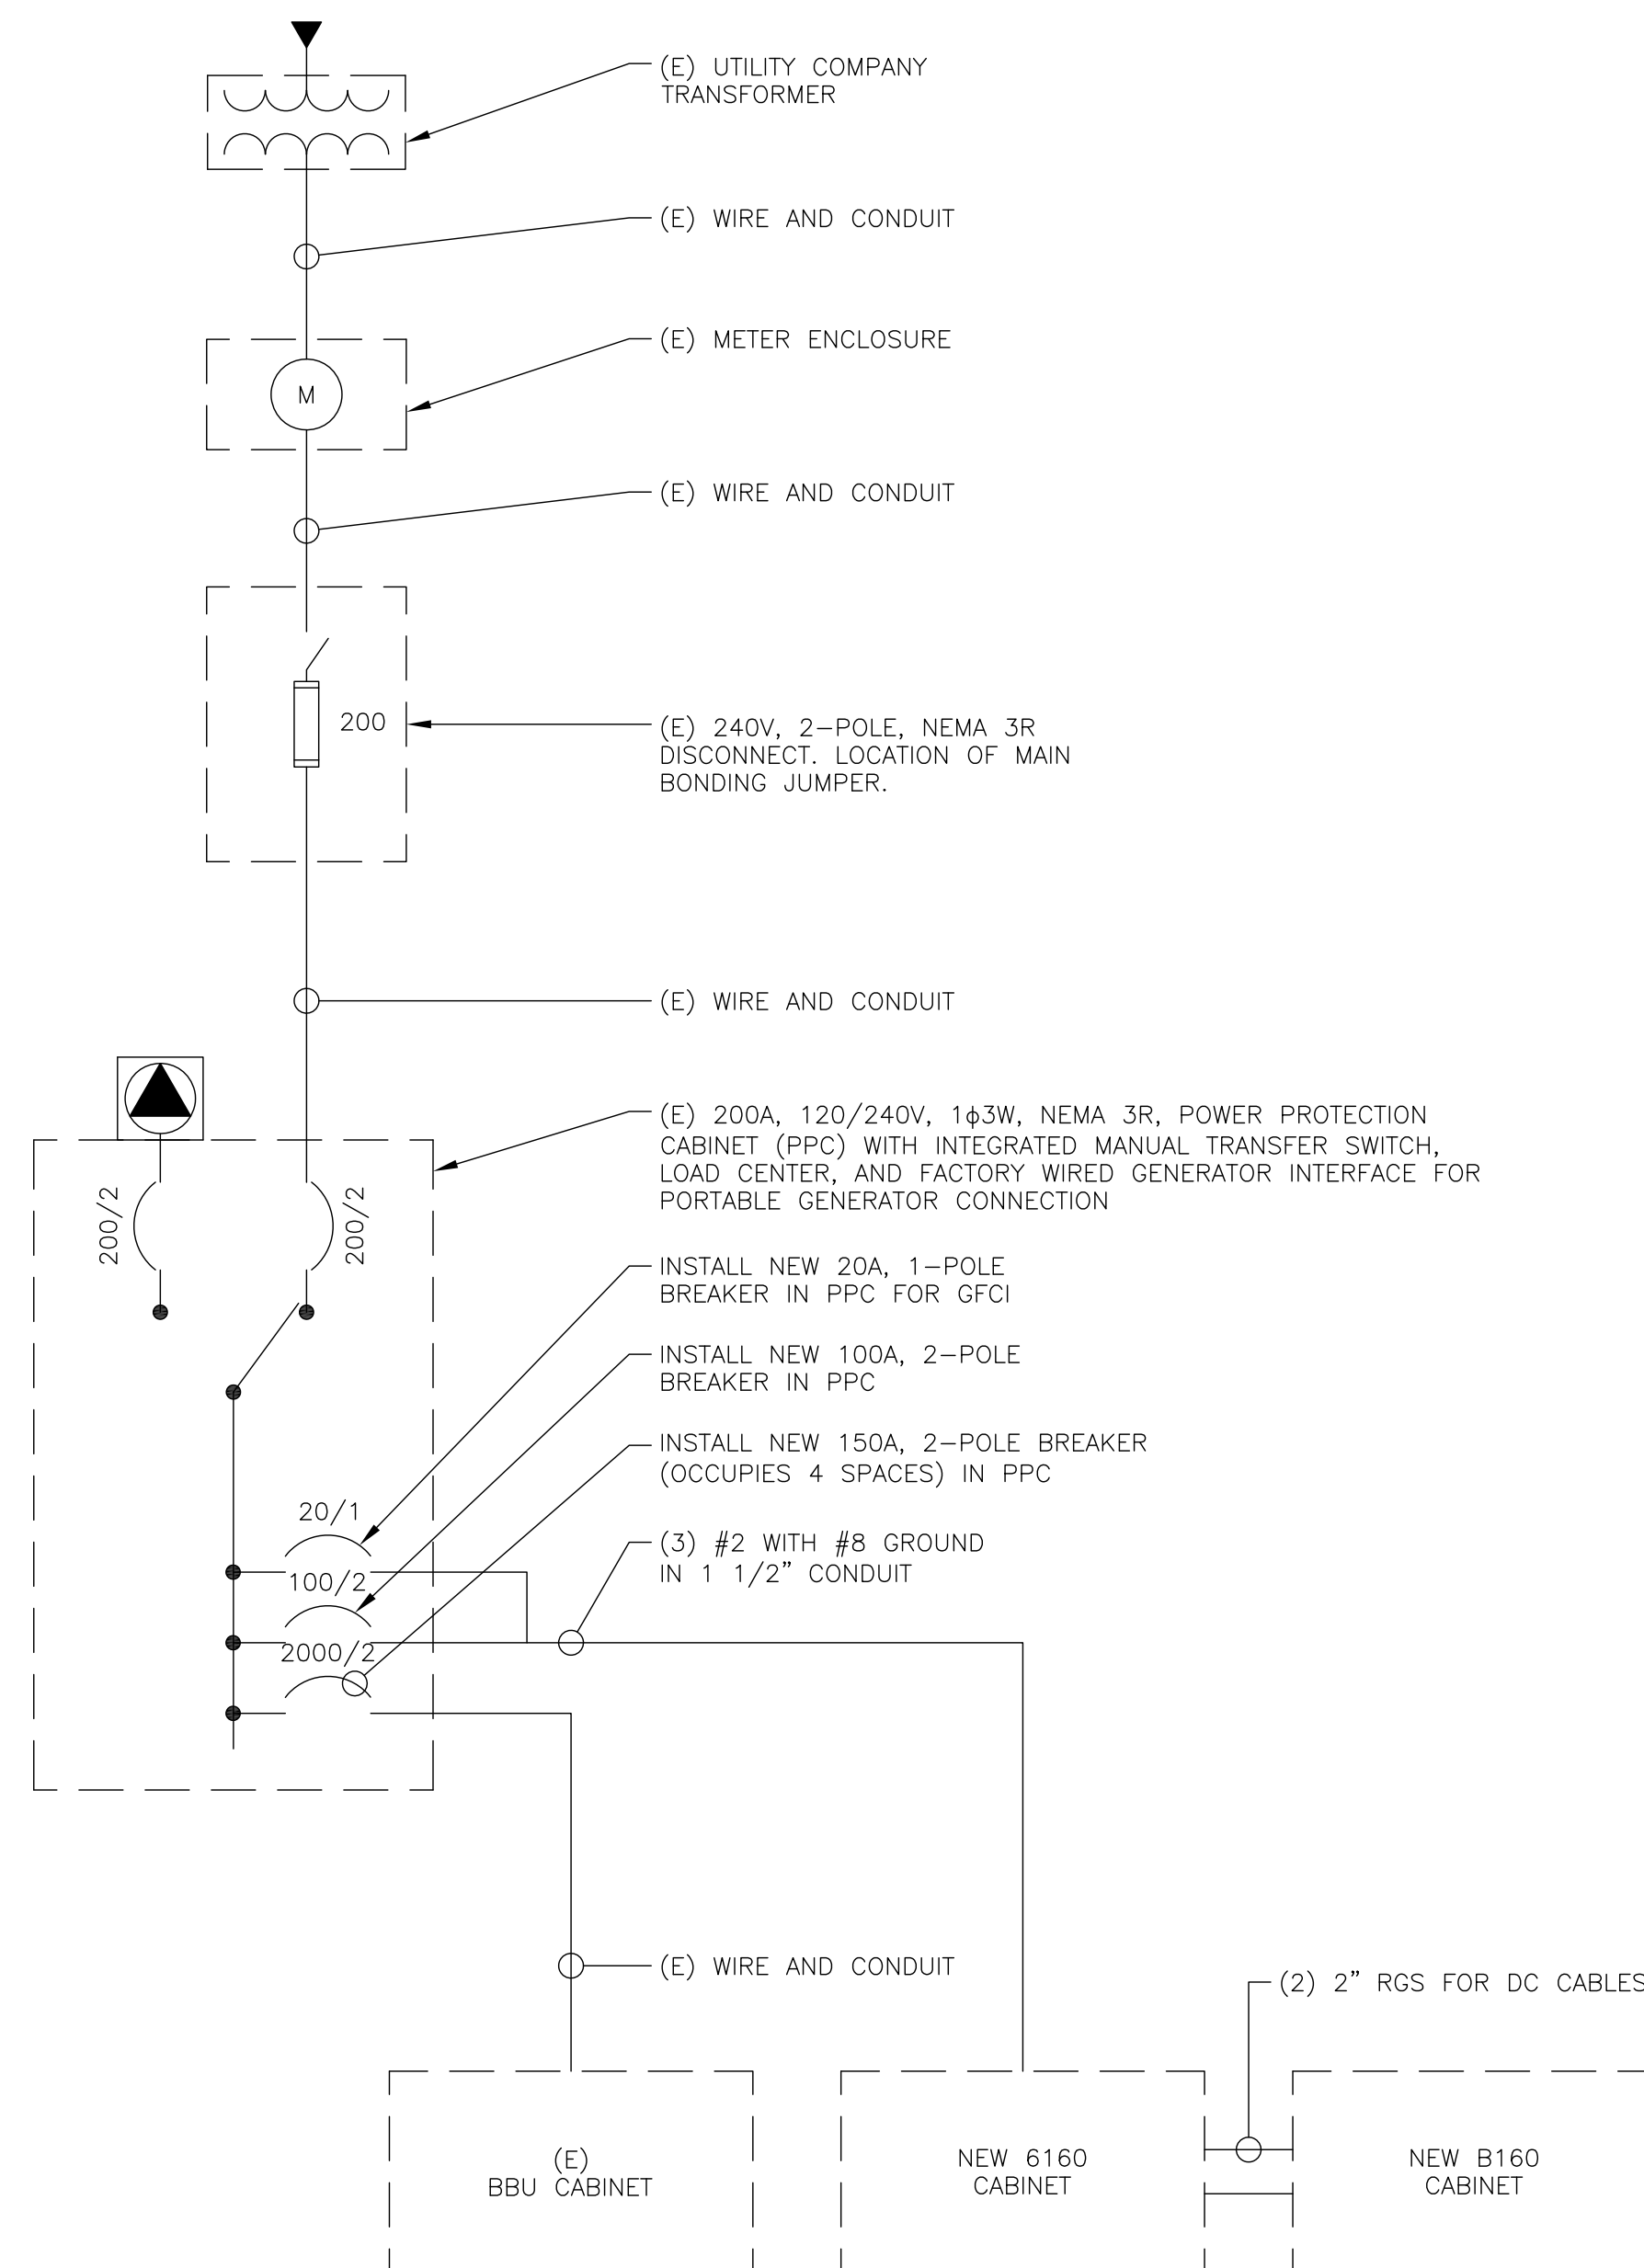 (E) UTILITY COMPANY
TRANSFORMER
(E) WIRE AND CONDUIT
(E) METER ENCLOSURE
M
(E) WIRE AND CONDUIT
200
(E) 240V, 2-POLE, NEMA 3R
DISCONNECT. LOCATION OF MAIN
BONDING JUMPER.
(E) WIRE AND CONDUIT
(E) 200A, 120/240V, 1ϕ3W, NEMA 3R, POWER PROTECTION
CABINET (PPC) WITH INTEGRATED MANUAL TRANSFER SWITCH,
LOAD CENTER, AND FACTORY WIRED GENERATOR INTERFACE FOR
PORTABLE GENERATOR CONNECTION
200/2
200/2
INSTALL NEW 20A, 1-POLE
BREAKER IN PPC FOR GFCI
INSTALL NEW 100A, 2-POLE
BREAKER IN PPC
INSTALL NEW 150A, 2-POLE BREAKER
(OCCUPIES 4 SPACES) IN PPC
20/1
(3) #2 WITH #8 GROUND
IN 1 1/2" CONDUIT
100/2
2000/2
(E) WIRE AND CONDUIT
(2) 2" RGS FOR DC CABLES
(E)
BBU CABINET
NEW 6160
CABINET
NEW B160
CABINET